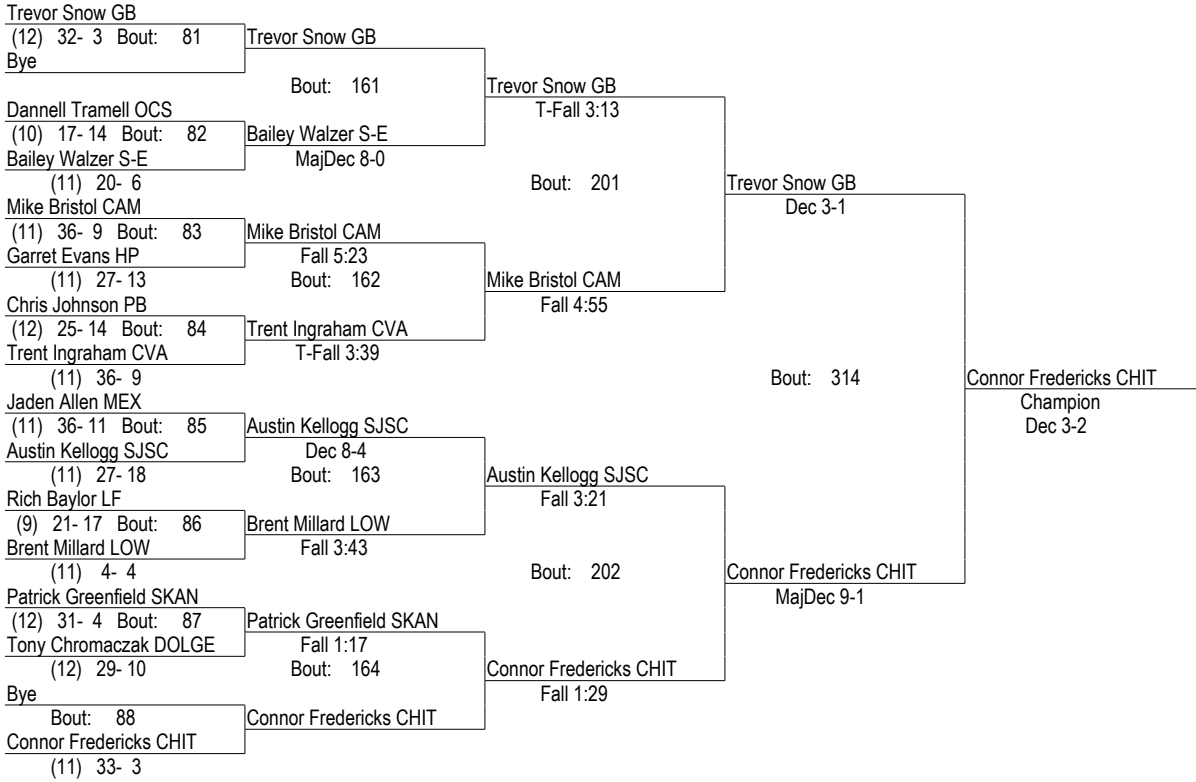 Trevor Snow GB
(12) 32- 3 Bout: 81
Trevor Snow GB
Bye
Bout: 161
Trevor Snow GB
T-Fall 3:13
Dannell Tramell OCS
(10) 17- 14 Bout: 82
Bailey Walzer S-E
Bailey Walzer S-E
MajDec 8-0
(11) 20- 6
Bout: 201
Trevor Snow GB
Dec 3-1
Mike Bristol CAM
(11) 36- 9 Bout: 83
Mike Bristol CAM
Garret Evans HP
Fall 5:23
(11) 27- 13
Bout: 162
Mike Bristol CAM
Fall 4:55
Chris Johnson PB
(12) 25- 14 Bout: 84
Trent Ingraham CVA
Trent Ingraham CVA
T-Fall 3:39
(11) 36- 9
Bout: 314
Connor Fredericks CHIT
Champion
Dec 3-2
Jaden Allen MEX
(11) 36- 11 Bout: 85
Austin Kellogg SJSC
Austin Kellogg SJSC
Dec 8-4
(11) 27- 18
Bout: 163
Austin Kellogg SJSC
Fall 3:21
Rich Baylor LF
(9) 21- 17 Bout: 86
Brent Millard LOW
Brent Millard LOW
Fall 3:43
(11) 4- 4
Bout: 202
Connor Fredericks CHIT
MajDec 9-1
Patrick Greenfield SKAN
(12) 31- 4 Bout: 87
Patrick Greenfield SKAN
Tony Chromaczak DOLGE
Fall 1:17
(12) 29- 10
Bout: 164
Connor Fredericks CHIT
Fall 1:29
Bye
Bout: 88
Connor Fredericks CHIT
Connor Fredericks CHIT
(11) 33- 3